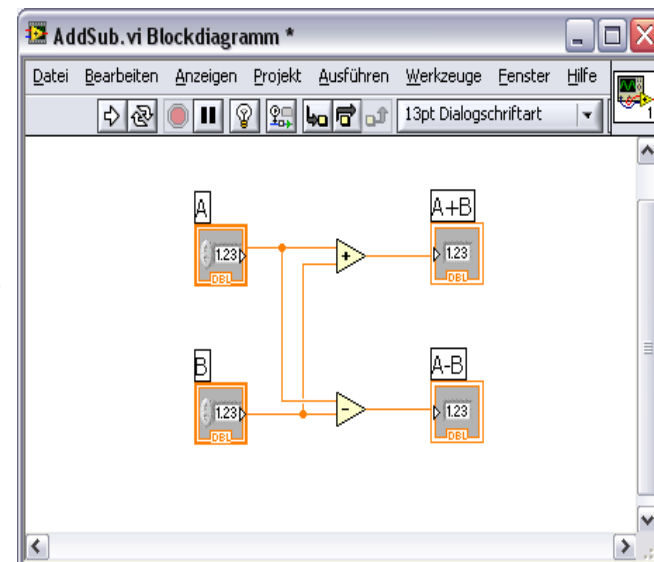 AddSub.vi Blockdiagramm *
Datei Bearbeiten Anzeigen Projekt Ausführen Werkzeuge Fenster Hilfe
13pt Dialogschriftart
1
A A+B
1.23 + 1.23
DBL DBL
B A-B
1.23 - 1.23
DBL DBL